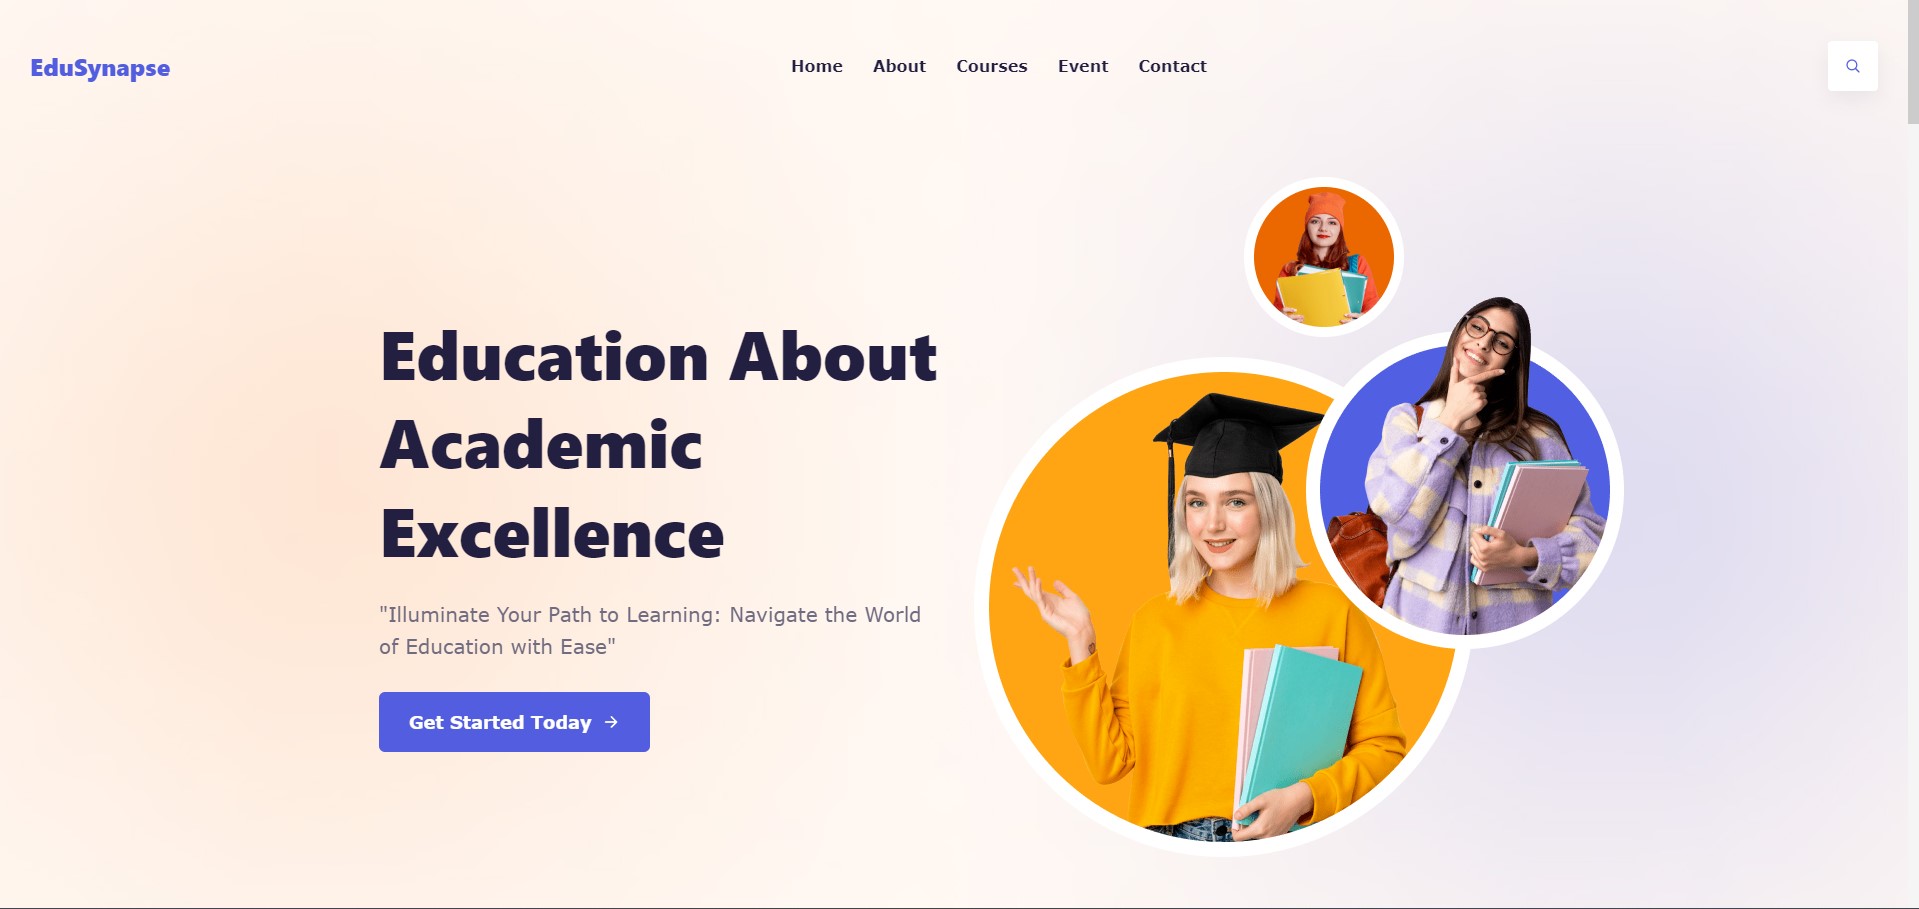 EduSynapse
Home About Courses Event Contact
Education About
Academic
Excellence
"Illuminate Your Path to Learning: Navigate the World
of Education with Ease"
Get Started Today